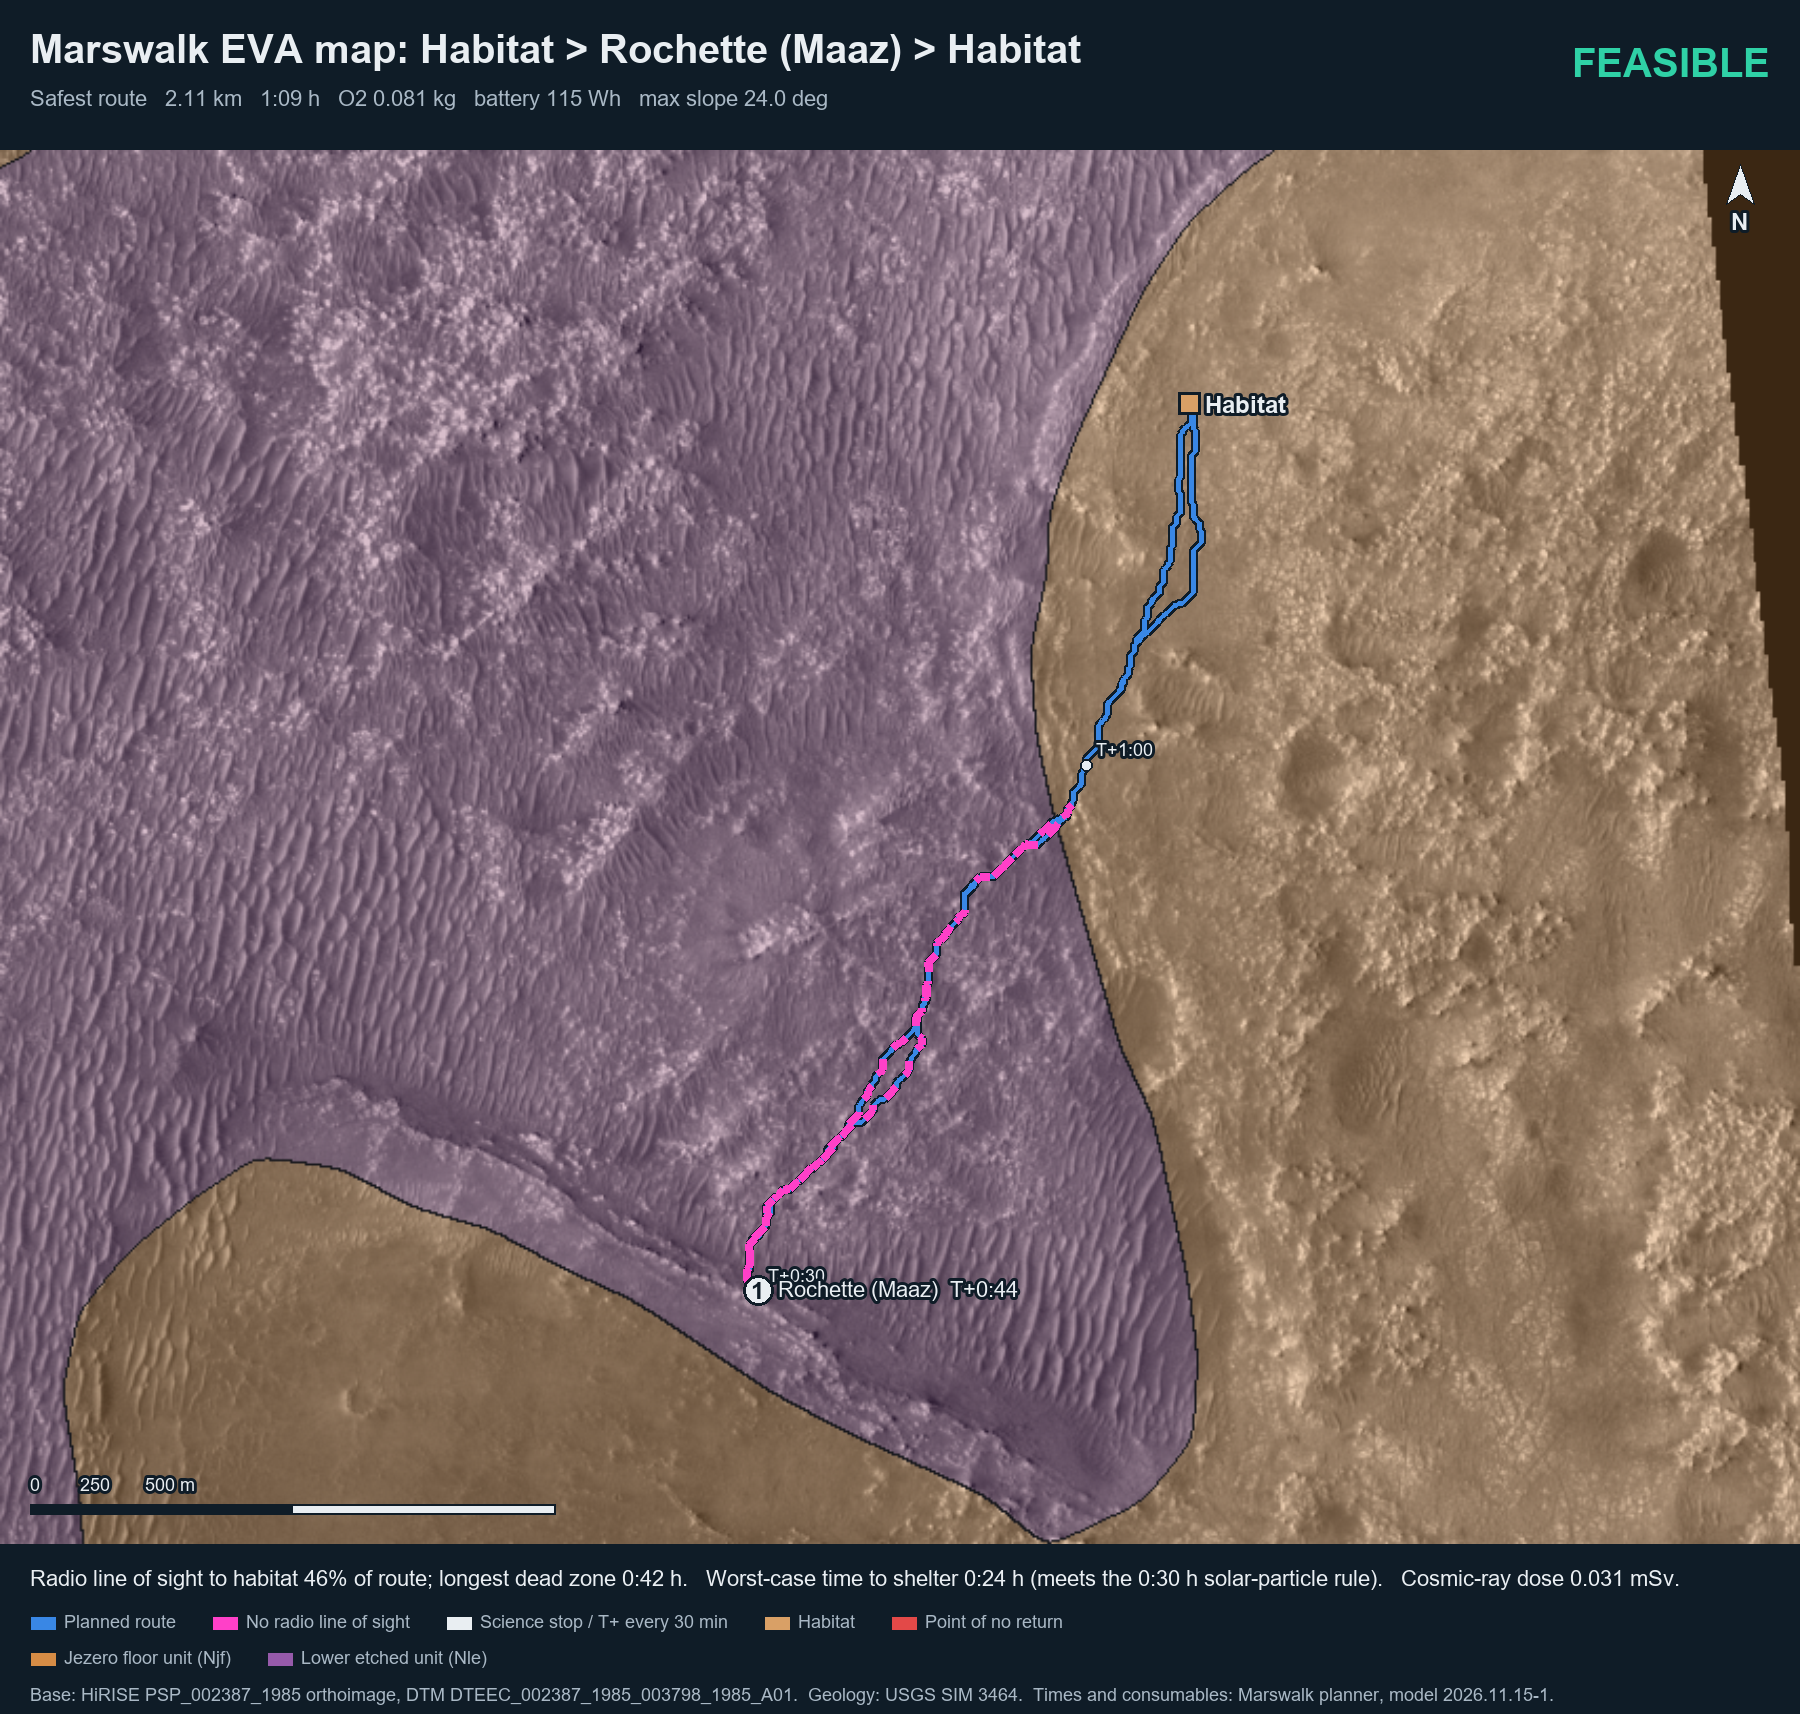 Marswalk EVA map: Habitat > Rochette (Maaz) > Habitat
FEASIBLE
Safest route 2.11 km 1:09 h O2 0.081 kg battery 115 Wh max slope 24.0 deg
N
Habitat
T+1:00
T+0:30
1 Rochette (Maaz) T+0:44
0 250 500 m
Radio line of sight to habitat 46% of route; longest dead zone 0:42 h. Worst-case time to shelter 0:24 h (meets the 0:30 h solar-particle rule). Cosmic-ray dose 0.031 mSv.
Planned route No radio line of sight Science stop / T+ every 30 min Habitat Point of no return
Jezero floor unit (Njf) Lower etched unit (Nle)
Base: HiRISE PSP_002387_1985 orthoimage, DTM DTEEC_002387_1985_003798_1985_A01. Geology: USGS SIM 3464. Times and consumables: Marswalk planner, model 2026.11.15-1.